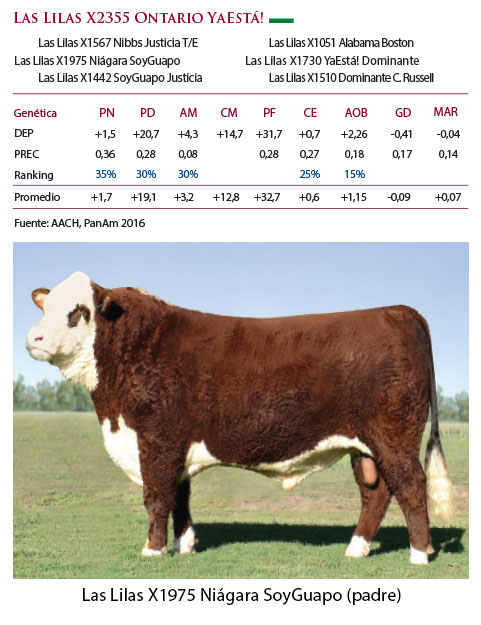 Las Lilas X2355 Ontario YaEstá!
Las Lilas X1567 Nibbs Justicia T/E Las Lilas X1051 Alabama Boston
Las Lilas X1975 Niágara SoyGuapo Las Lilas X1730 YaEstá! Dominante
Las Lilas X1442 SoyGuapo Justicia Las Lilas X1510 Dominante C. Russell
Genética PN PD AM CM PF CE AOB GD MAR
DEP +1,5 +20,7 +4,3 +14,7 +31,7 +0,7 +2,26 -0,41 -0,04
PREC 0,36 0,28 0,08 0,28 0,27 0,18 0,17 0,14
Ranking 35% 30% 30% 25% 15%
Promedio +1,7 +19,1 +3,2 +12,8 +32,7 +0,6 +1,15 -0,09 +0,07
Fuente: AACH, PanAm 2016
Las Lilas X1975 Niágara SoyGuapo (padre)